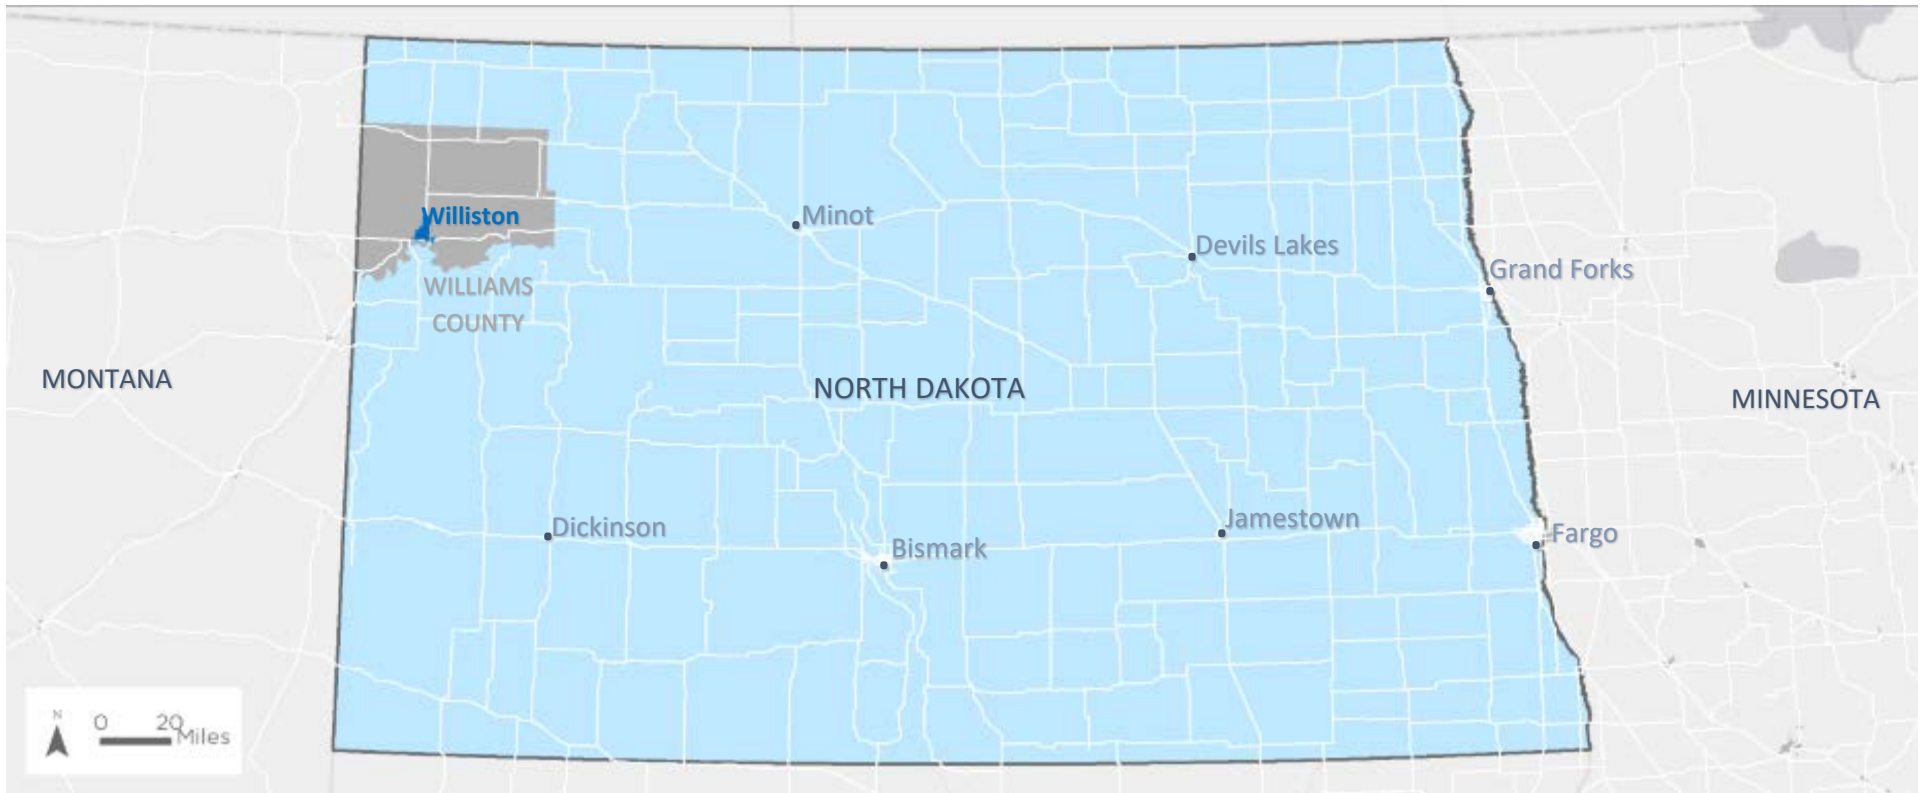 Williston
Minot
Devils Lakes
Grand Forks
WILLIAMS
COUNTY
MONTANA
NORTH DAKOTA
MINNESOTA
Dickinson
Bismark
Jamestown
Fargo
N
0 20 Miles